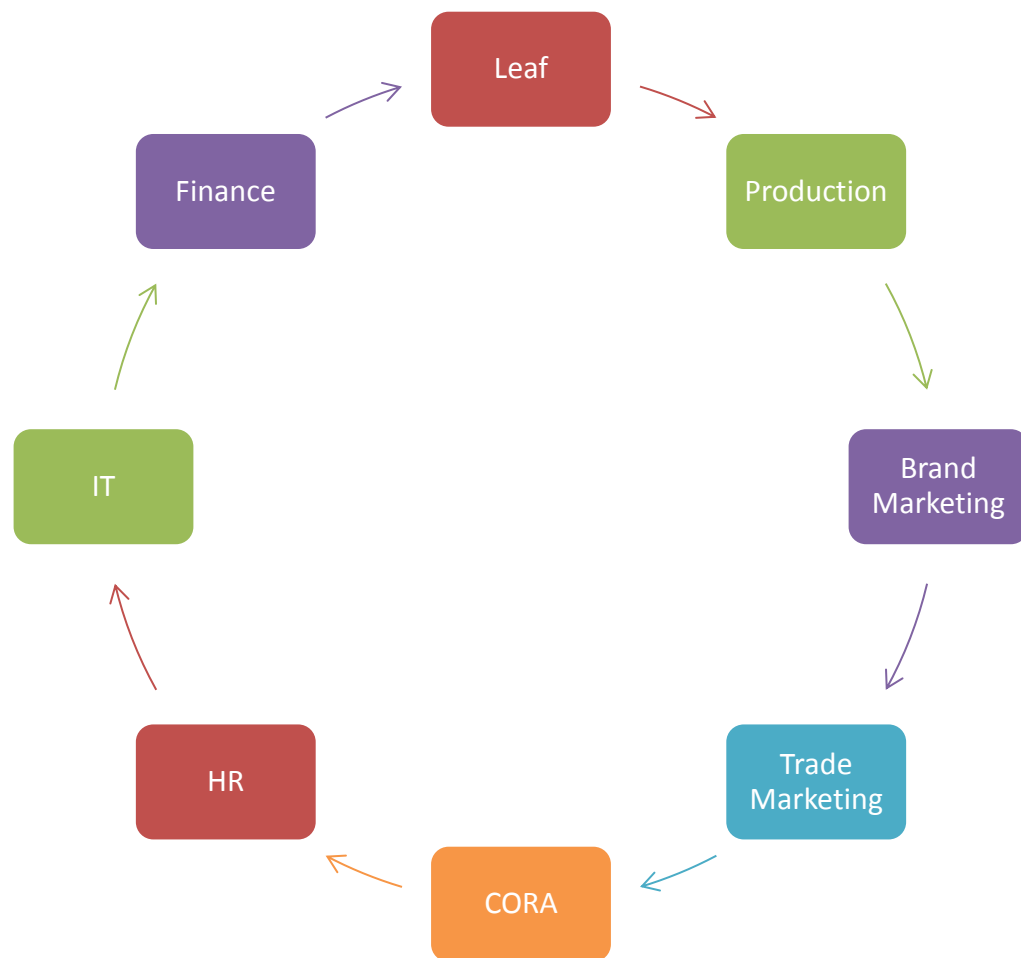 Leaf
Production
Brand
Marketing
Trade
Marketing
CORA
HR
IT
Finance